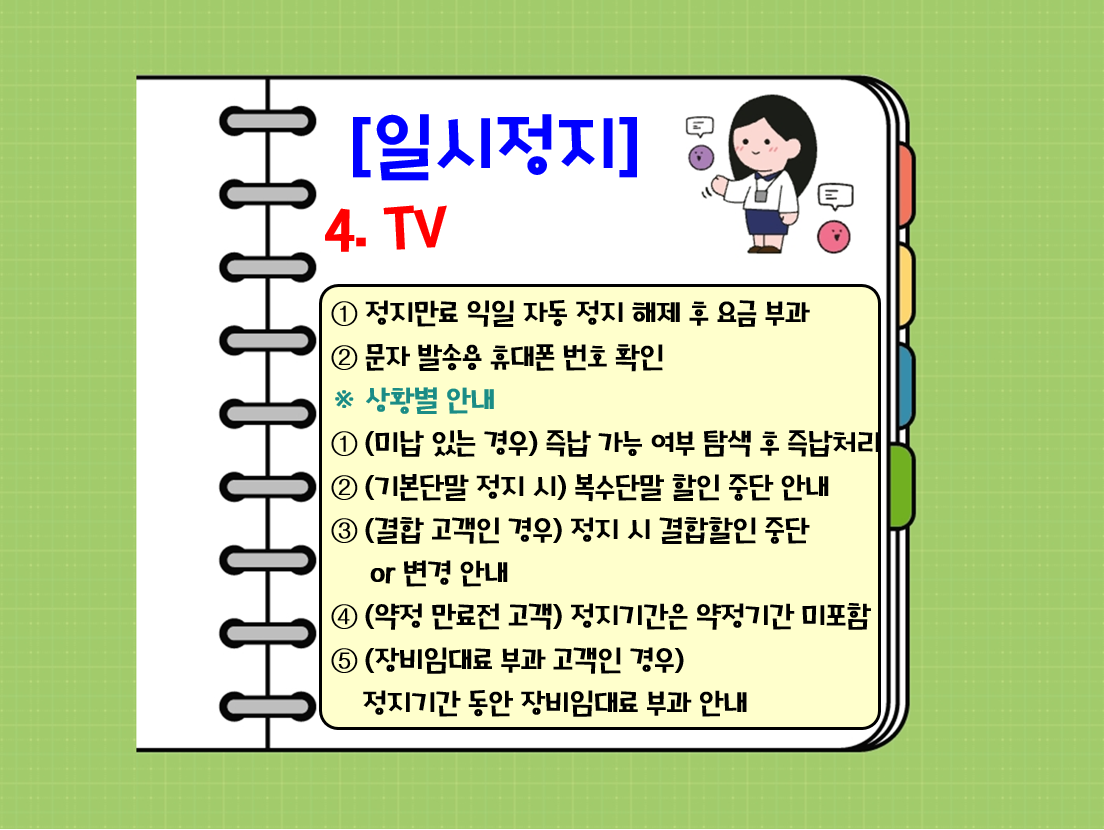 [일시정지]
4. TV
① 정지만료 익일 자동 정지 해제 후 요금 부과
② 문자 발송용 휴대폰 번호 확인
※ 상황별 안내
① (미납 있는 경우) 즉납 가능 여부 탐색 후 즉납처리
② (기본단말 정지 시) 복수단말 할인 중단 안내
③ (결합 고객인 경우) 정지 시 결합할인 중단
or 변경 안내
④ (약정 만료전 고객) 정지기간은 약정기간 미포함
⑤ (장비임대료 부과 고객인 경우)
정지기간 동안 장비임대료 부과 안내